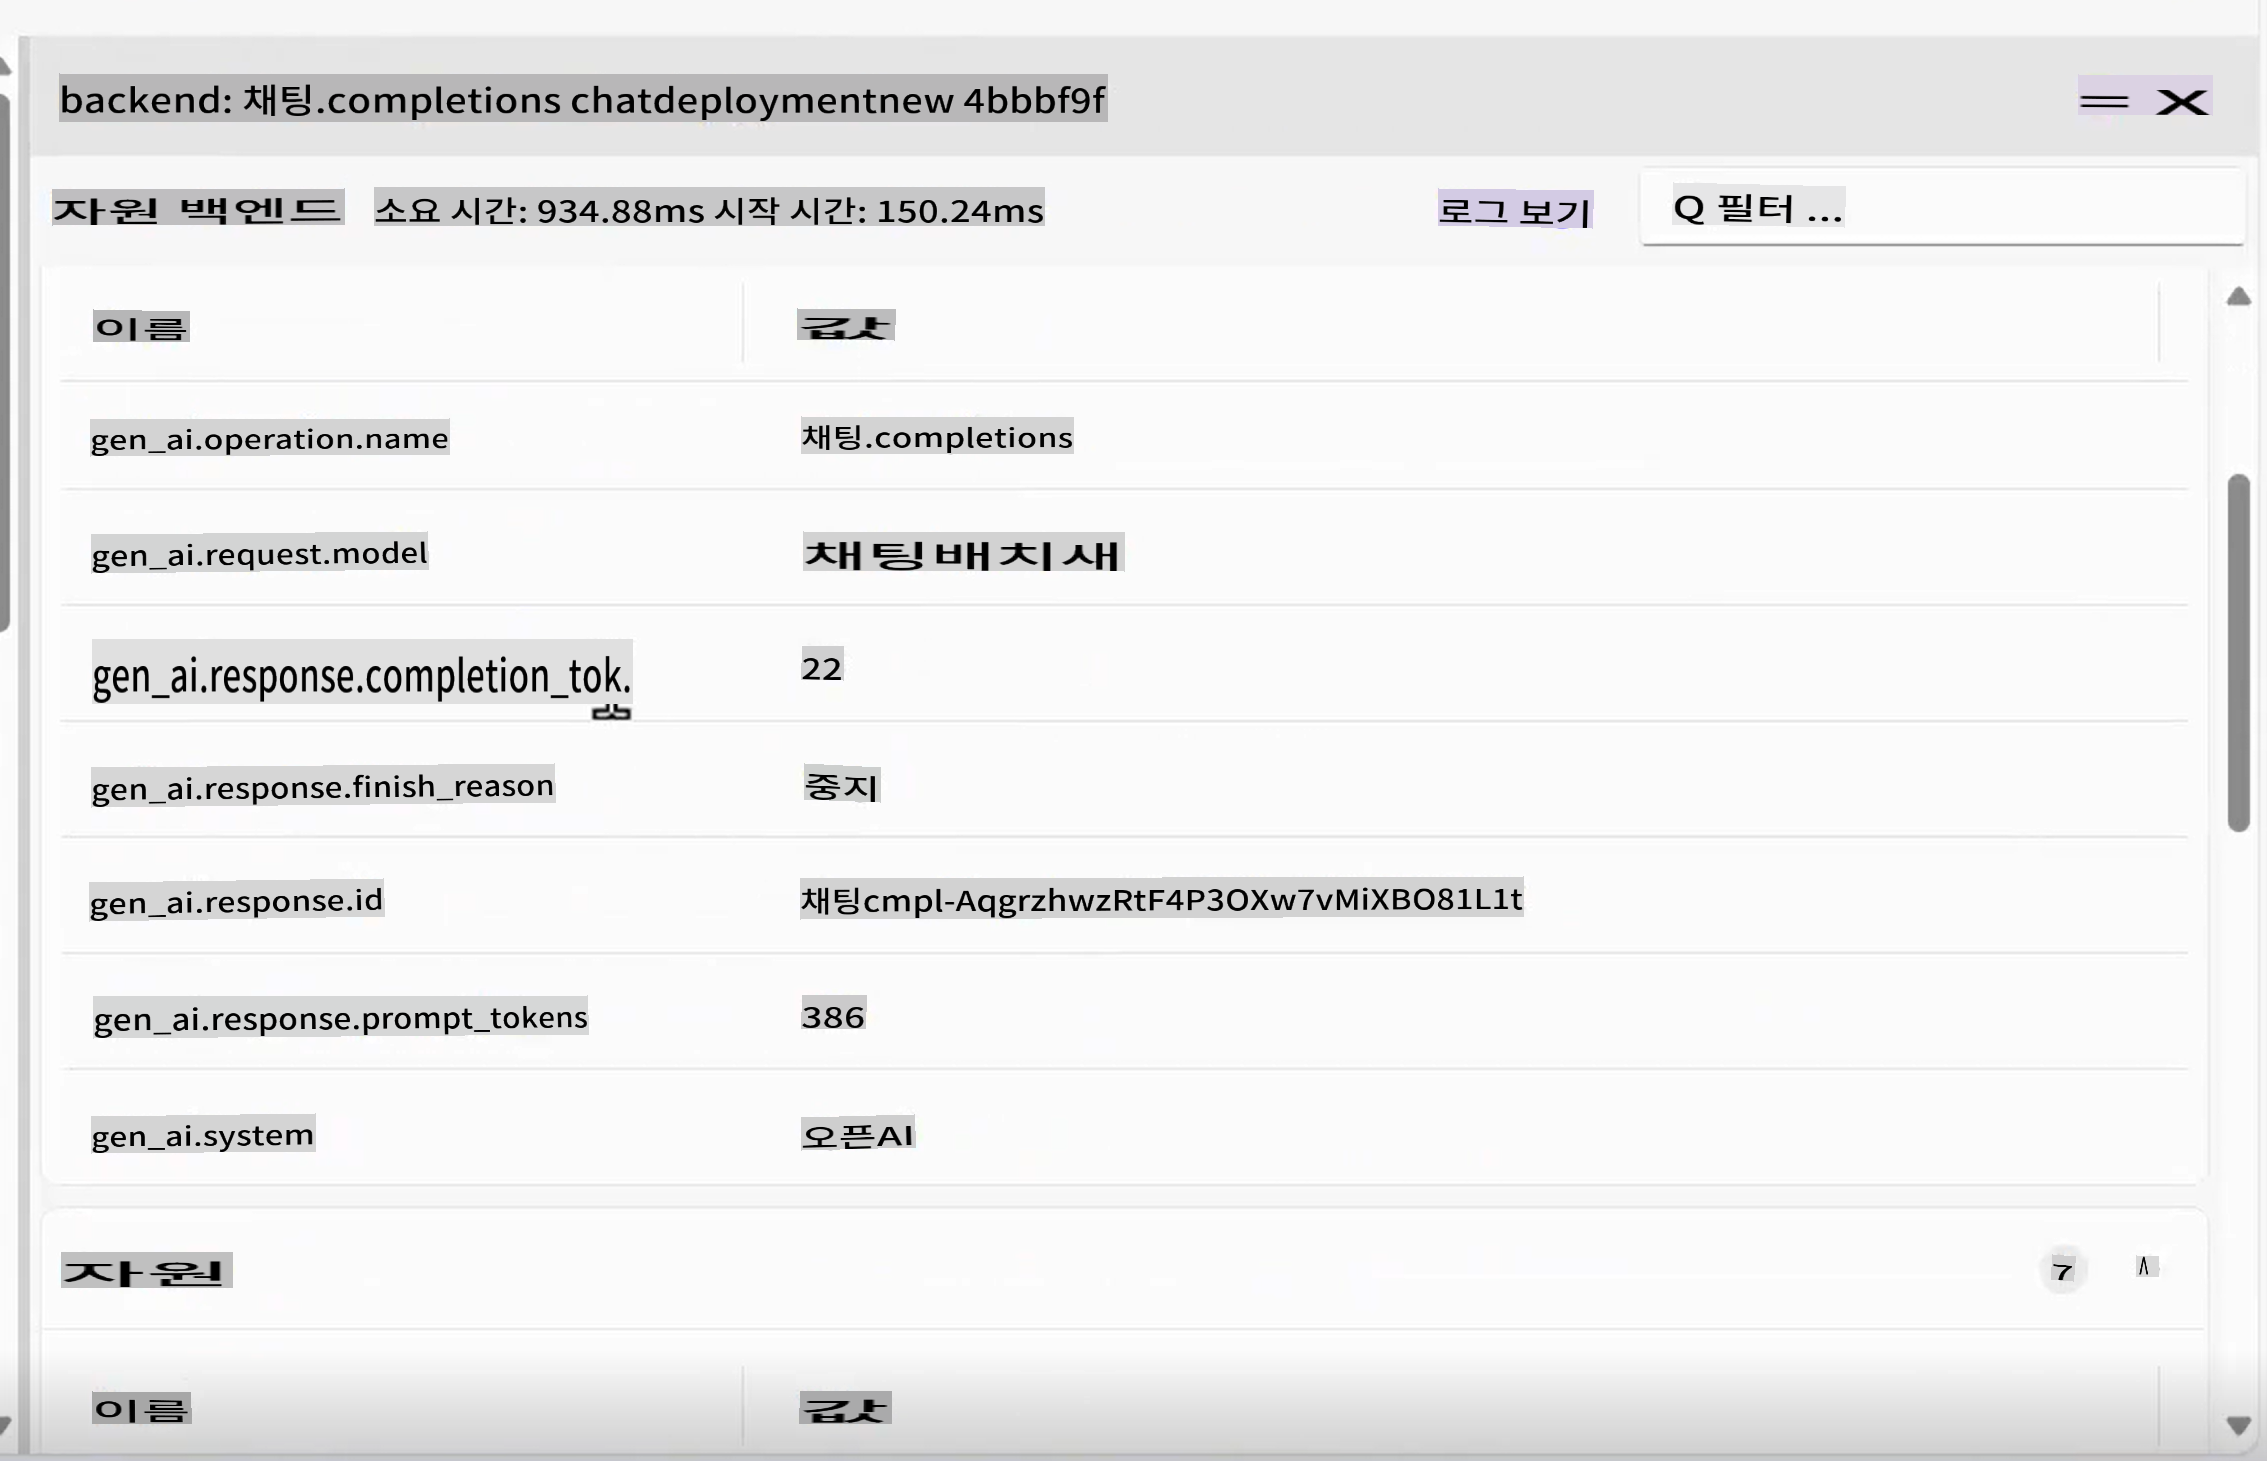 backend: 채팅.completions chatdeploymentnew 4bbbf9f
자원 백엔드 소요 시간: 934.88ms 시작 시간: 150.24ms 로그 보기 Q 필터 ...
이름 값
gen_ai.operation.name 채팅.completions
gen_ai.request.model 채팅배치새
gen_ai.response.completion_tok. 22
gen_ai.response.finish_reason 중지
gen_ai.response.id 채팅cmpl-AqgrzhwzRtF4P3OXw7vMiXBO81L1t
gen_ai.response.prompt_tokens 386
gen_ai.system 오픈AI
자원 7
이름 값